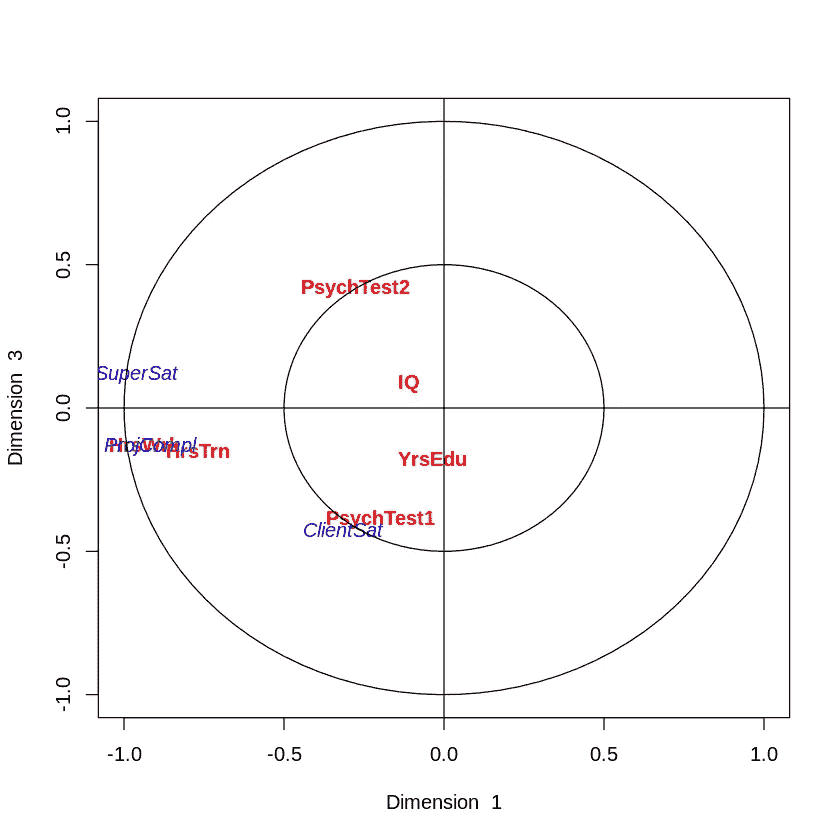 1.0
0.5
PsychTest2
SuperSat
IQ
0.0
ProjCompl
HrsTrn
YrsEdu
PsychTest1
ClientSat
-0.5
-1.0
Dimension 3
-1.0 -0.5 0.0 0.5 1.0
Dimension 1